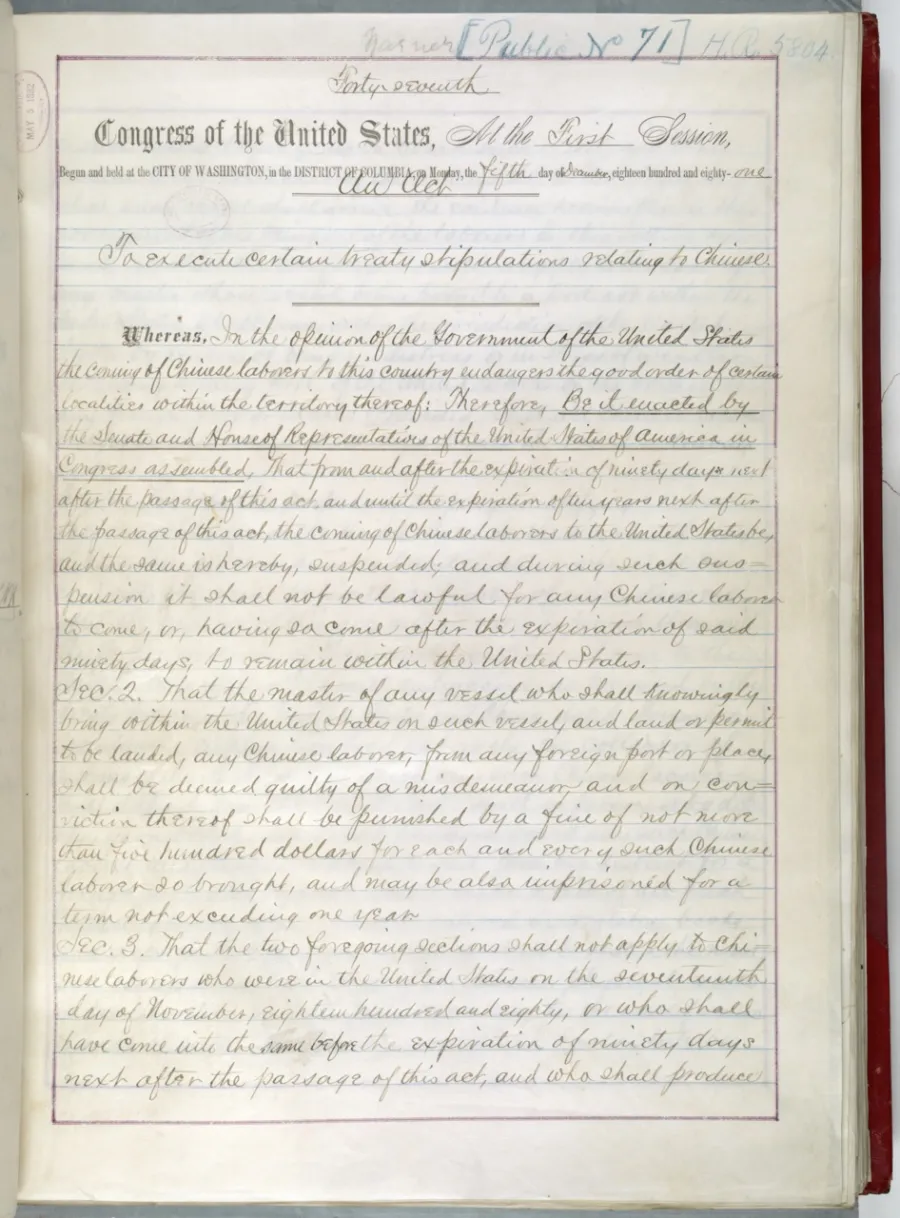 [Public No 71] H.R. 5804.
Forty-seventh
Congress of the United States, At the First Session,
Begun and held at the CITY OF WASHINGTON, in the DISTRICT OF COLUMBIA, on Monday, the fifth day of December, eighteen hundred and eighty-one
An Act
To execute certain treaty stipulations relating to Chinese.
Whereas, In the opinion of the Government of the United States
the coming of Chinese laborers to this country endangers the good order of certain
localities within the territory thereof: Therefore, Be it enacted by
the Senate and House of Representatives of the United States of America in
Congress assembled, That from and after the expiration of ninety days next
after the passage of this act, and until the expiration of ten years next after
the passage of this act, the coming of Chinese laborers to the United States be,
and the same is hereby, suspended; and during such sus=
pension it shall not be lawful for any Chinese laborer
to come, or, having so come after the expiration of said
ninety days, to remain within the United States.
SEC. 2. That the master of any vessel who shall knowingly
bring within the United States on such vessel, and land or permit
to be landed, any Chinese laborer, from any foreign port or place,
shall be deemed guilty of a misdemeanor, and on con=
viction thereof shall be punished by a fine of not more
than five hundred dollars for each and every such Chinese
laborer so brought, and may be also imprisoned for a
term not exceeding one year.
SEC. 3. That the two foregoing sections shall not apply to Chi=
nese laborers who were in the United States on the seventeenth
day of November, eighteen hundred and eighty, or who shall
have come into the same before the expiration of ninety days
next after the passage of this act, and who shall produce
MAY 5 1882